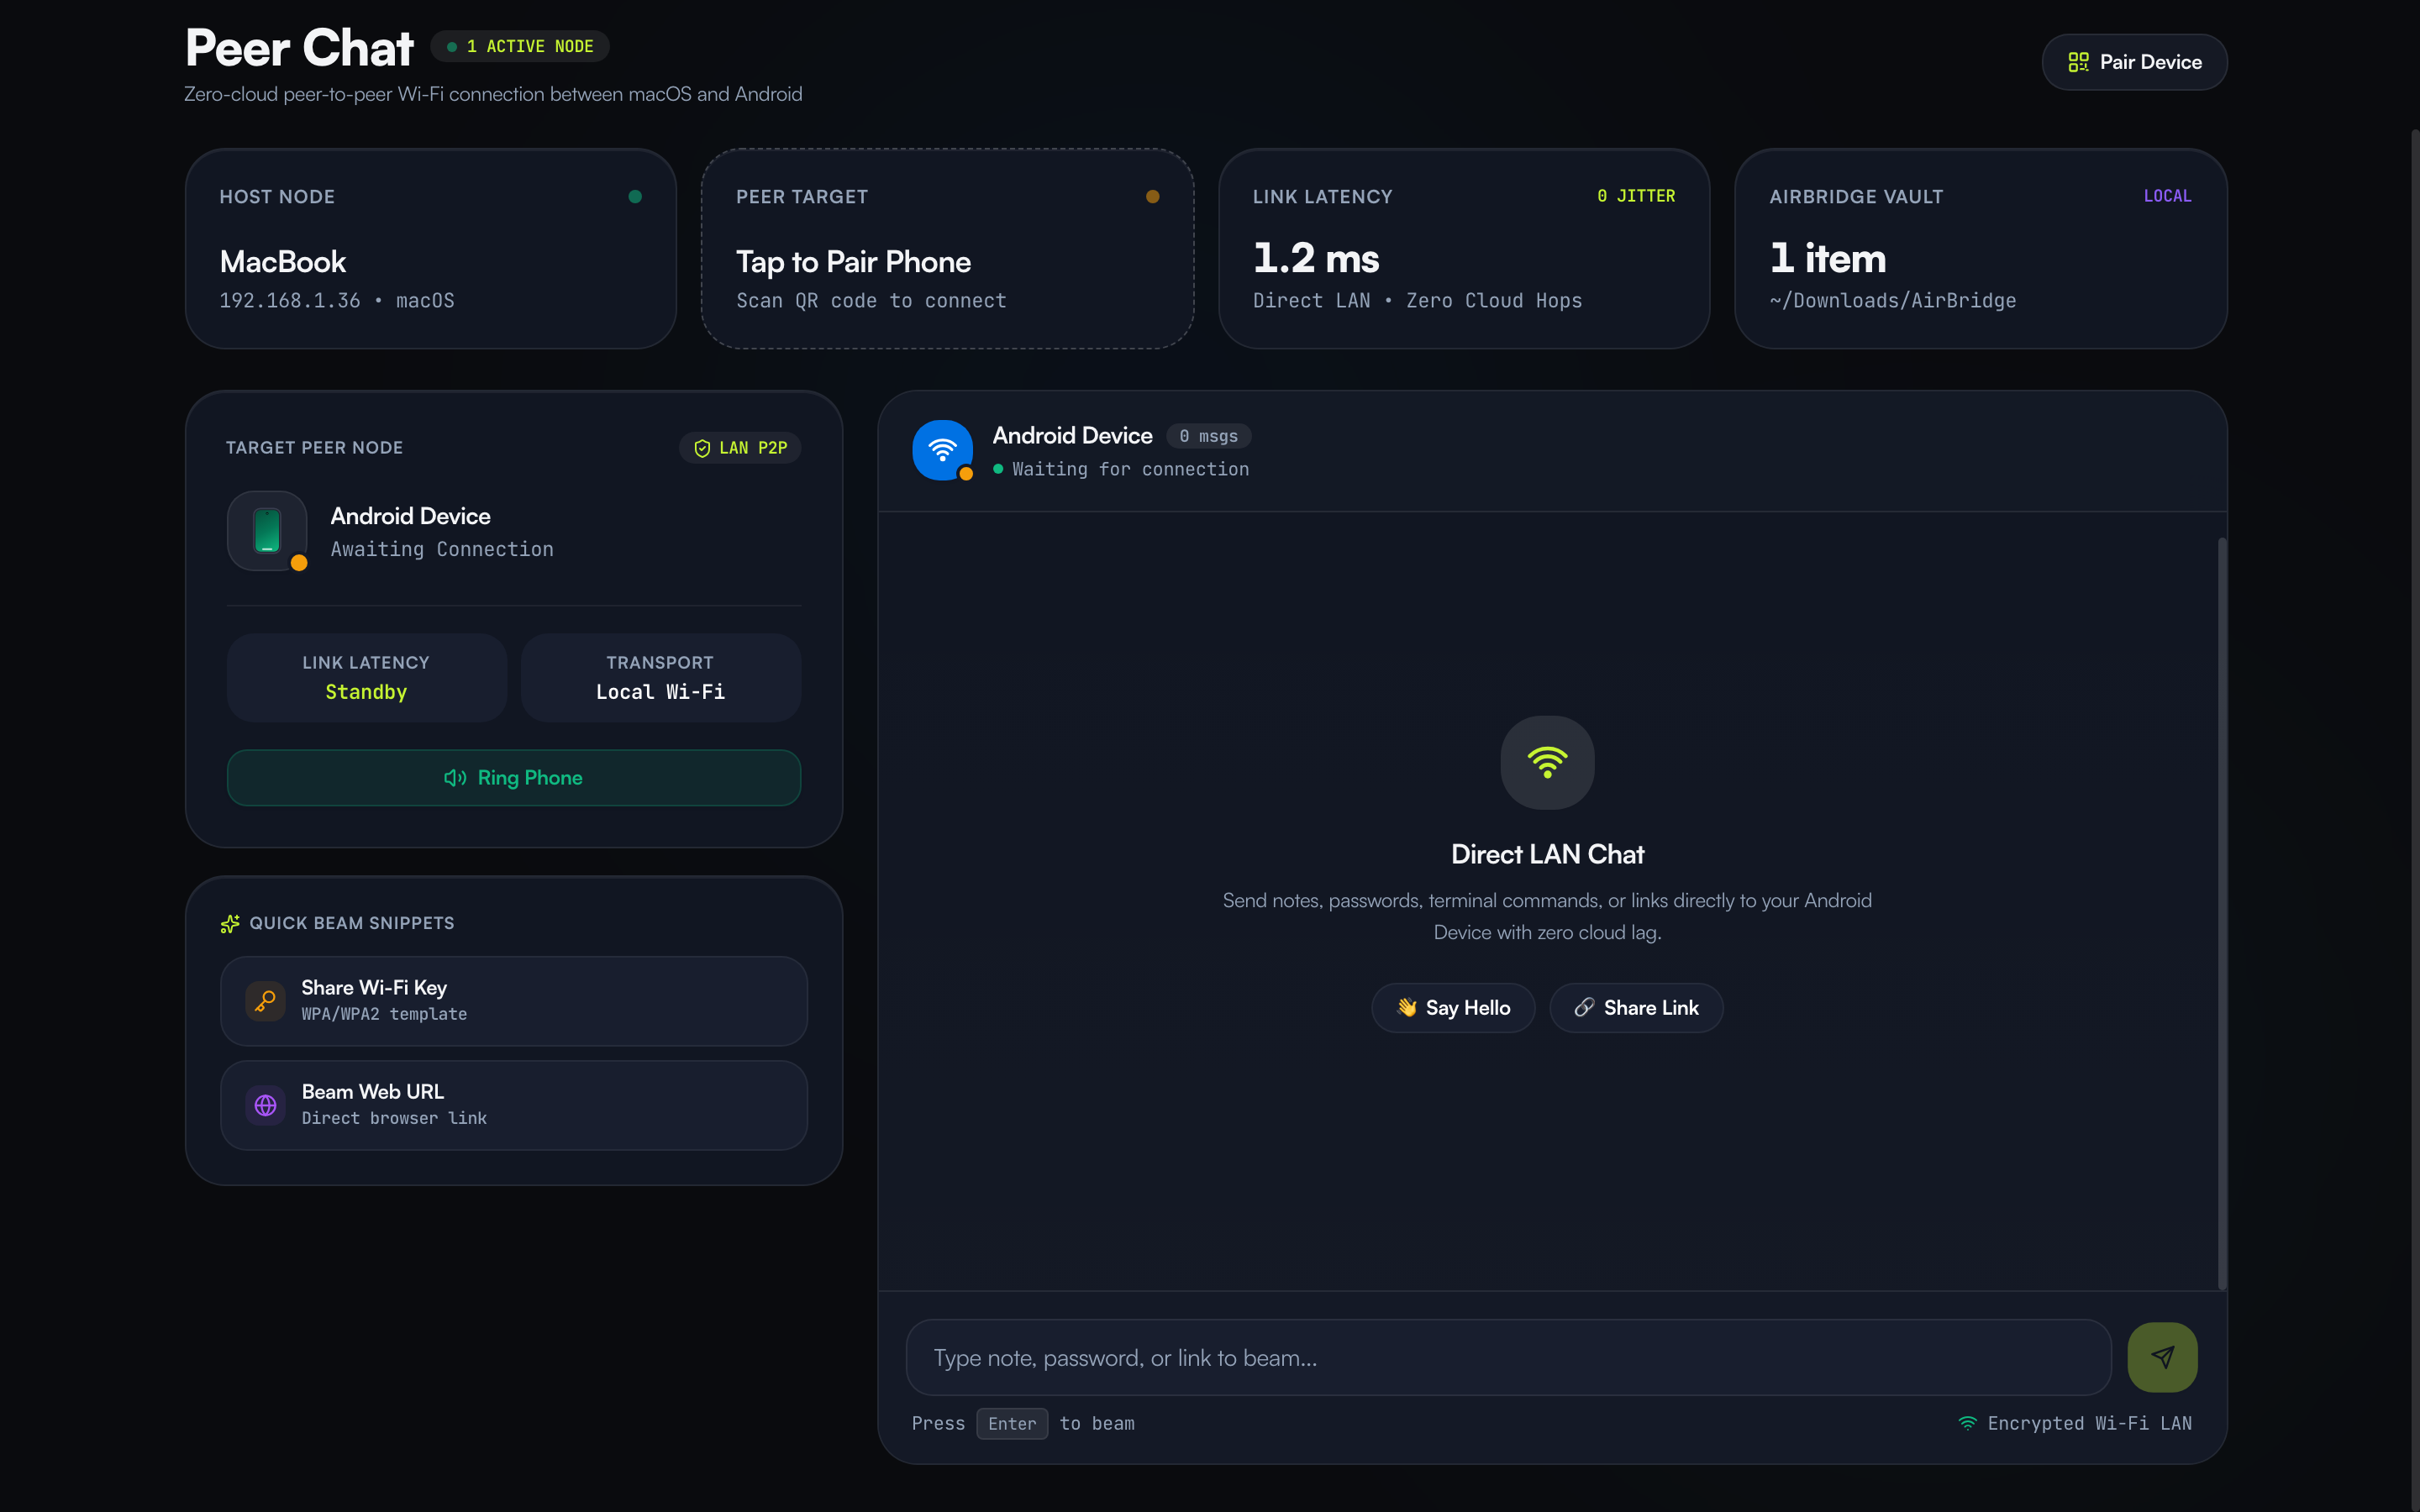 Peer Chat
1 ACTIVE NODE
Zero-cloud peer-to-peer Wi-Fi connection between macOS and Android
Pair Device
HOST NODE
MacBook
192.168.1.36 • macOS
PEER TARGET
Tap to Pair Phone
Scan QR code to connect
LINK LATENCY
0 JITTER
1.2 ms
Direct LAN • Zero Cloud Hops
AIRBRIDGE VAULT
LOCAL
1 item
~/Downloads/AirBridge
TARGET PEER NODE
LAN P2P
Android Device
Awaiting Connection
LINK LATENCY
Standby
TRANSPORT
Local Wi-Fi
Ring Phone
QUICK BEAM SNIPPETS
Share Wi-Fi Key
WPA/WPA2 template
Beam Web URL
Direct browser link
Android Device
0 msgs
Waiting for connection
Direct LAN Chat
Send notes, passwords, terminal commands, or links directly to your Android
Device with zero cloud lag.
👋 Say Hello
🔗 Share Link
Type note, password, or link to beam...
Press Enter to beam
Encrypted Wi-Fi LAN